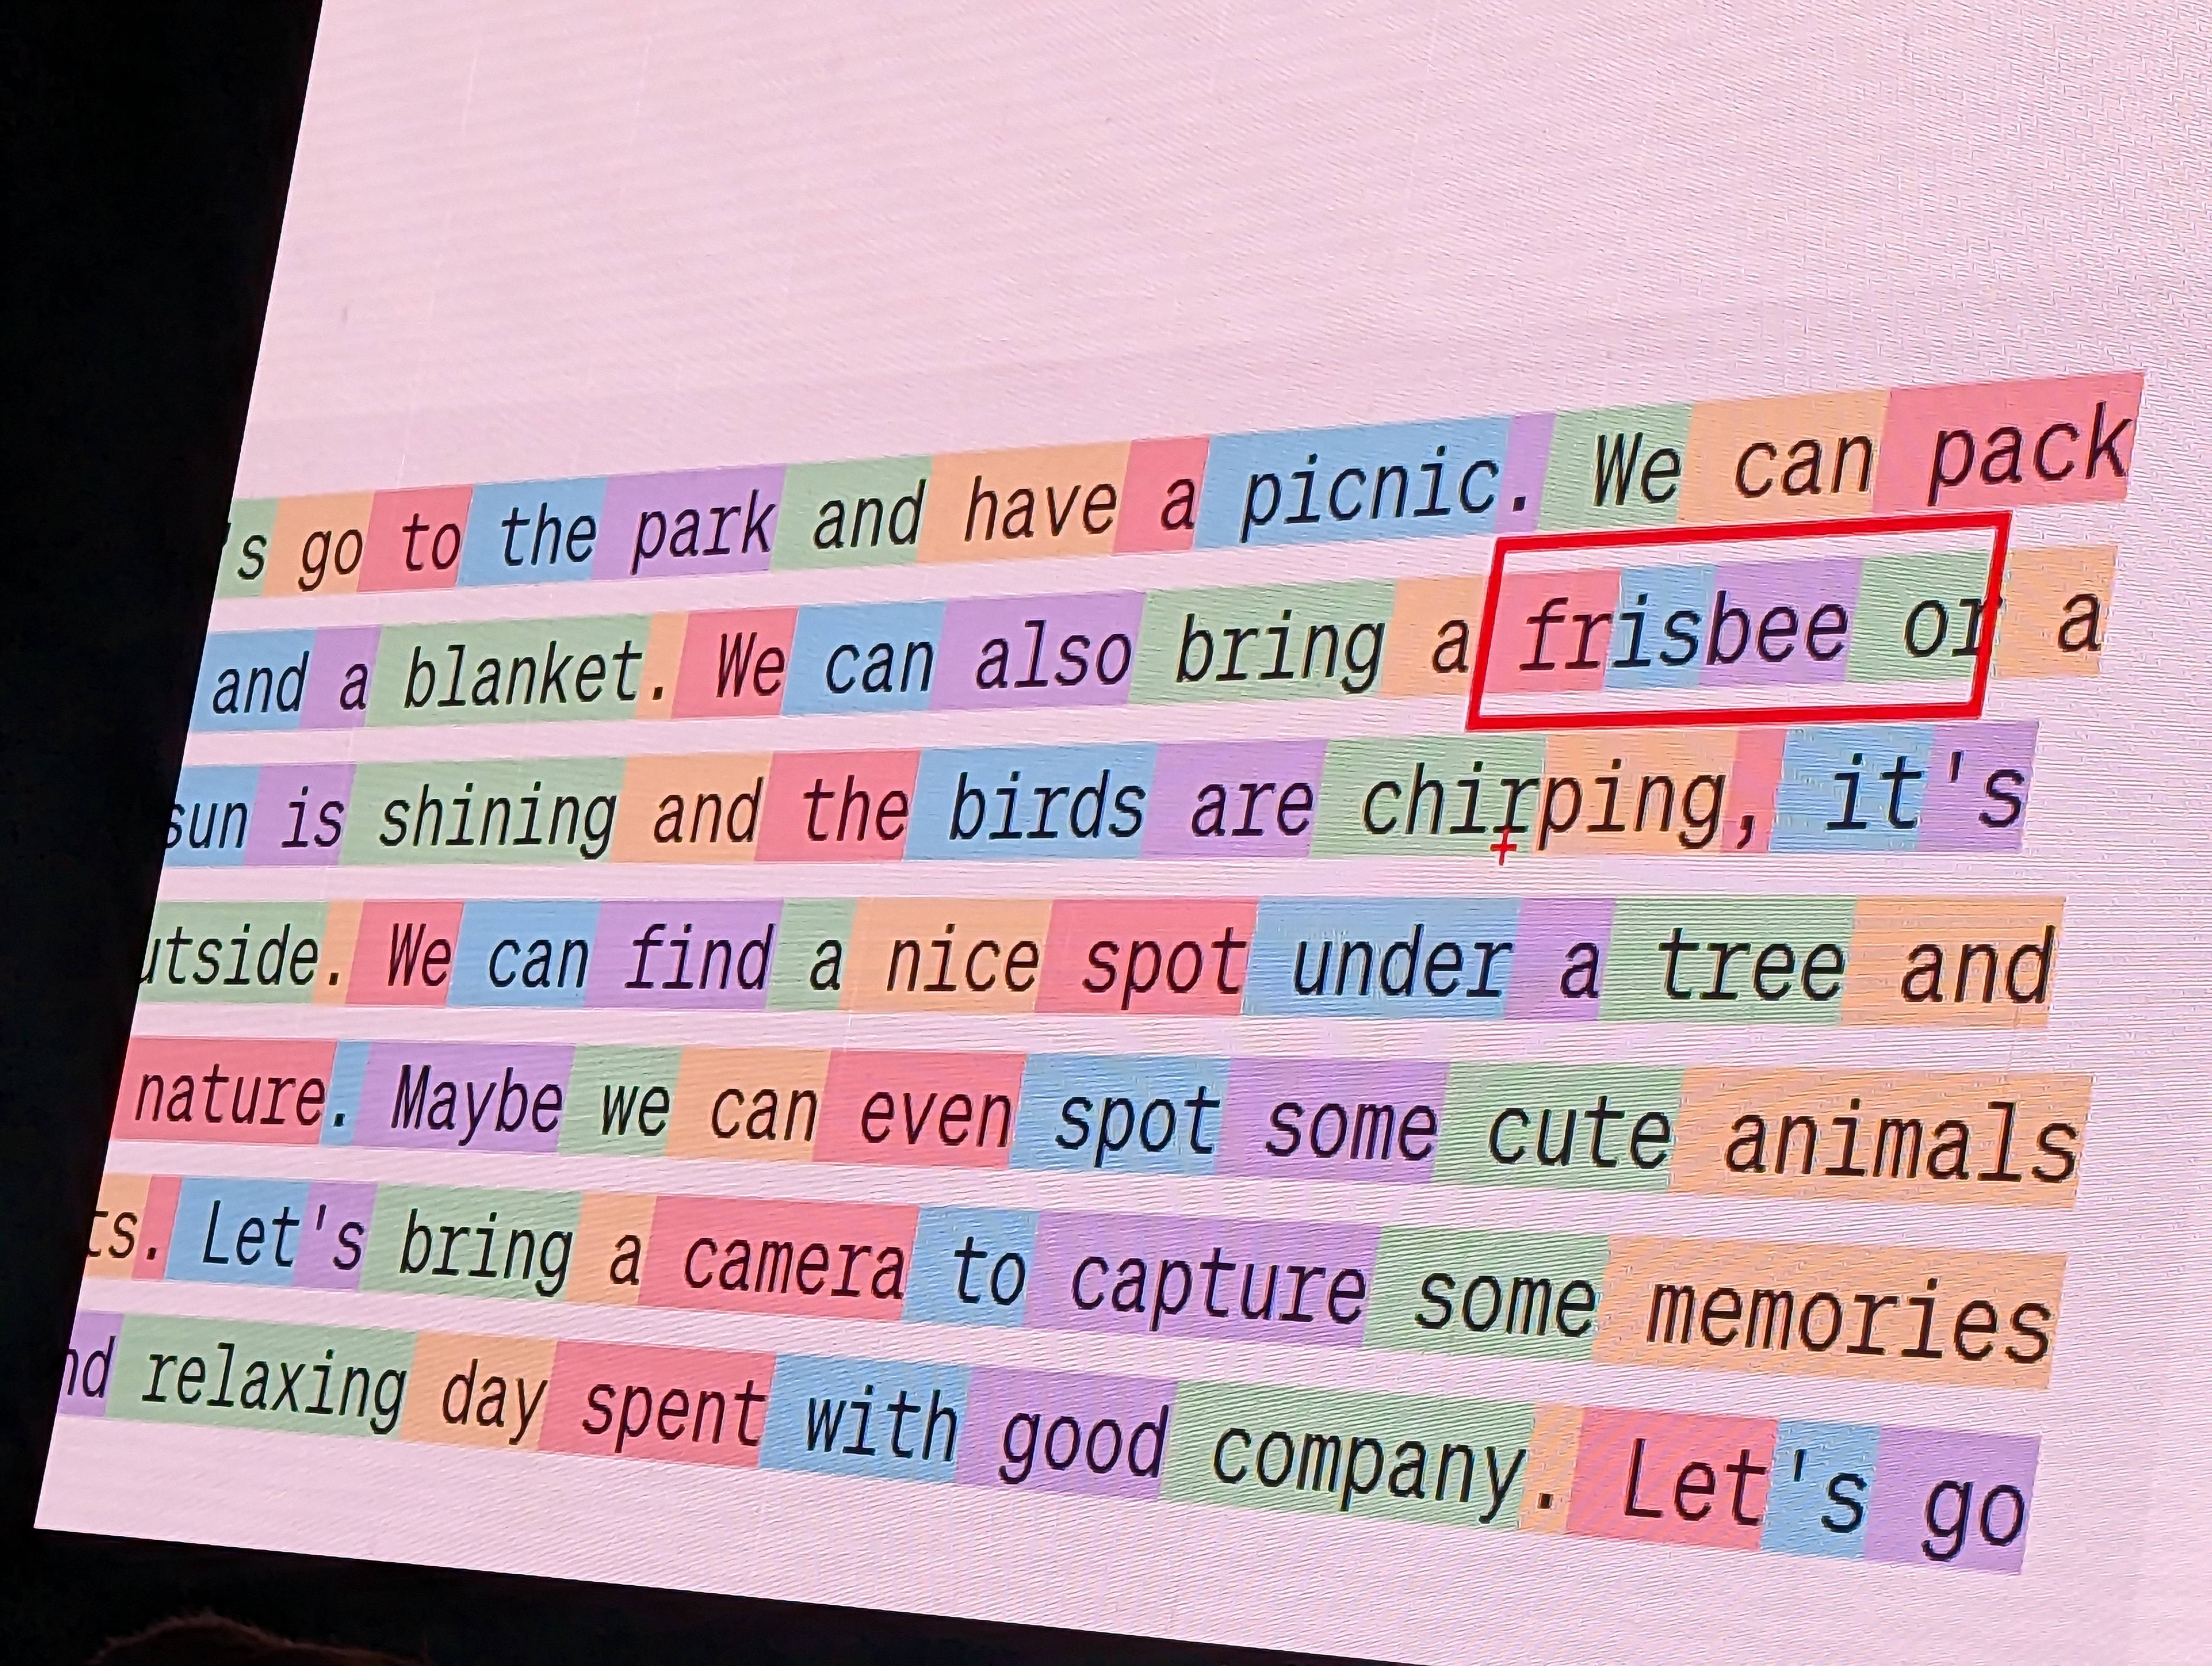 's go to the park and have a picnic. We can pack
and a blanket. We can also bring a frisbee or a
sun is shining and the birds are chirping, it's
utside. We can find a nice spot under a tree and
nature. Maybe we can even spot some cute animals
ts. Let's bring a camera to capture some memories
nd relaxing day spent with good company. Let's go